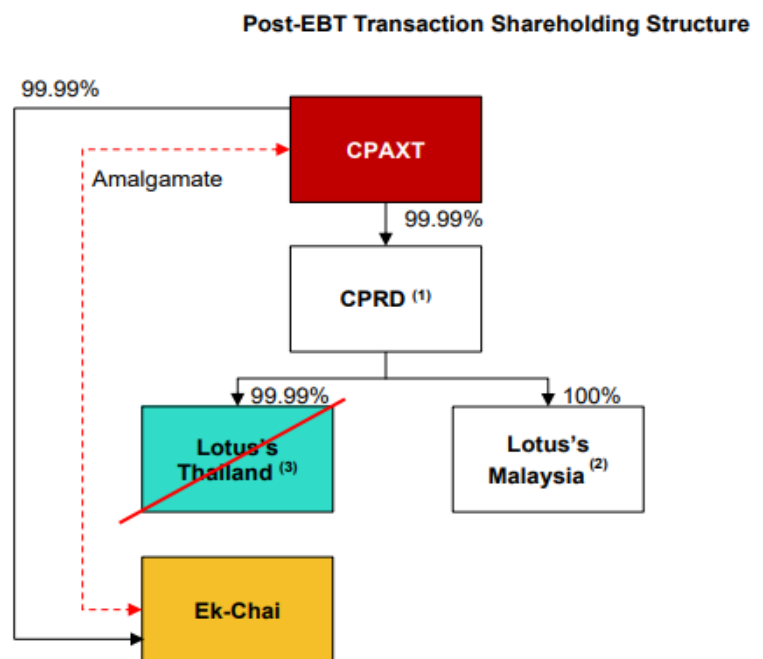 Post-EBT Transaction Shareholding Structure
99.99%
CPAXT
Amalgamate
99.99%
CPRD (1)
99.99%
100%
Lotus's
Thailand (3)
Lotus's
Malaysia (2)
Ek-Chai